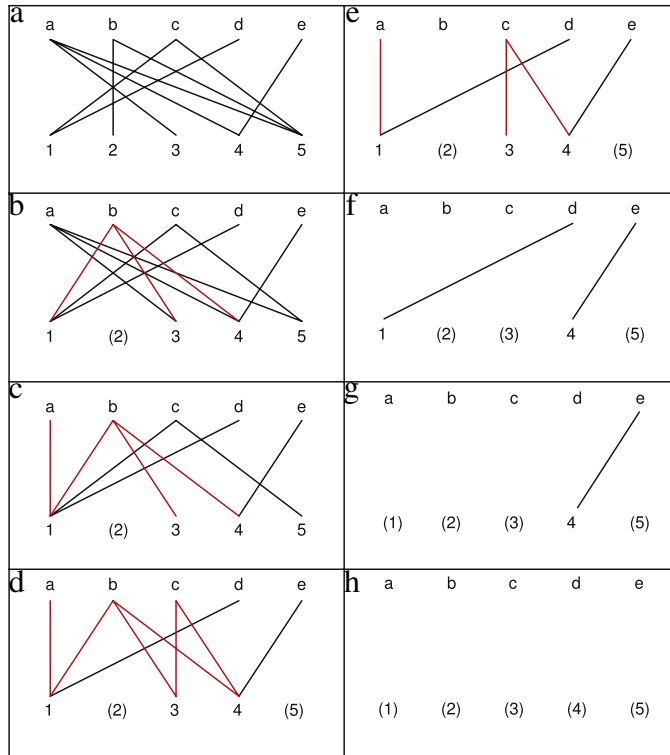 a
a b c d e
1 2 3 4 5
b
a b c d e
1 (2) 3 4 5
c
a b c d e
1 (2) 3 4 5
d
a b c d e
1 (2) 3 4 (5)
e
a b c d e
1 (2) 3 4 (5)
f
a b c d e
1 (2) (3) 4 (5)
g
a b c d e
(1) (2) (3) 4 (5)
h
a b c d e
(1) (2) (3) (4) (5)